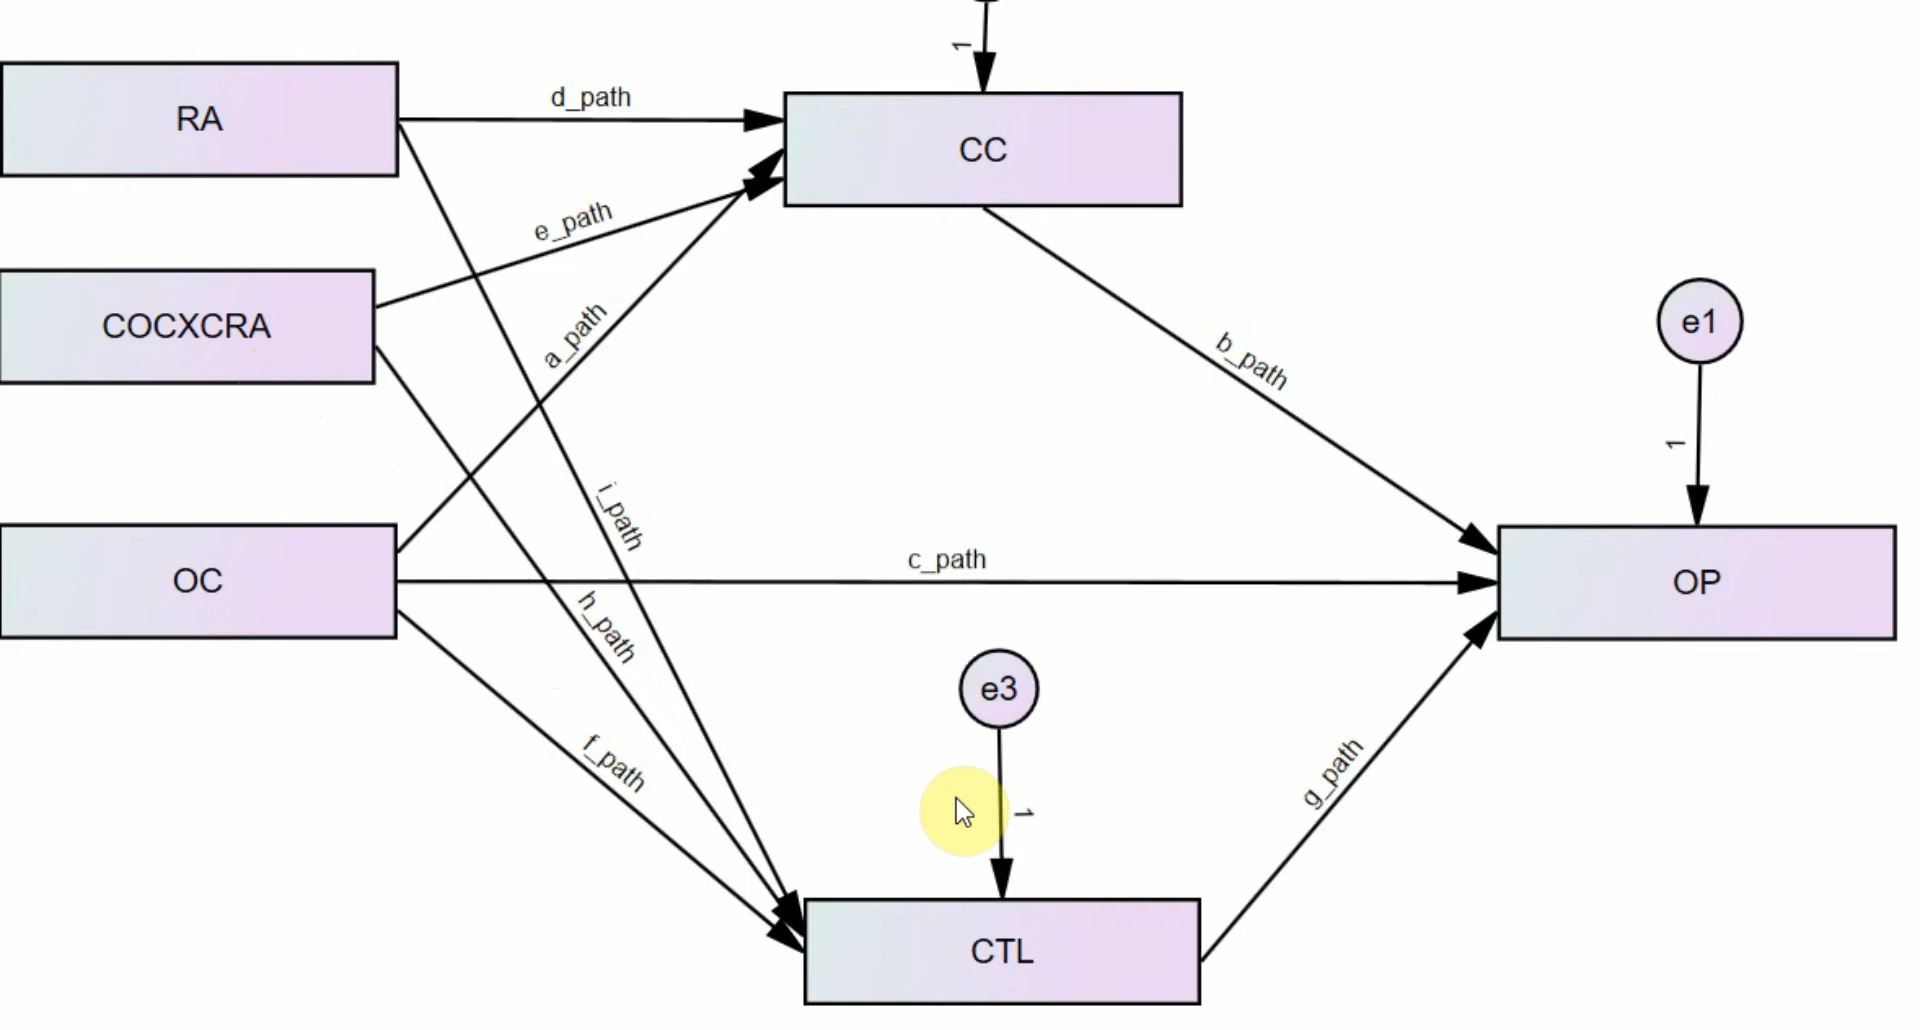 1
RA
d_path
CC
e_path
COCXCRA
a_path
b_path
e1
1
i_path
c_path
OC
h_path
OP
e3
f_path
g_path
1
CTL